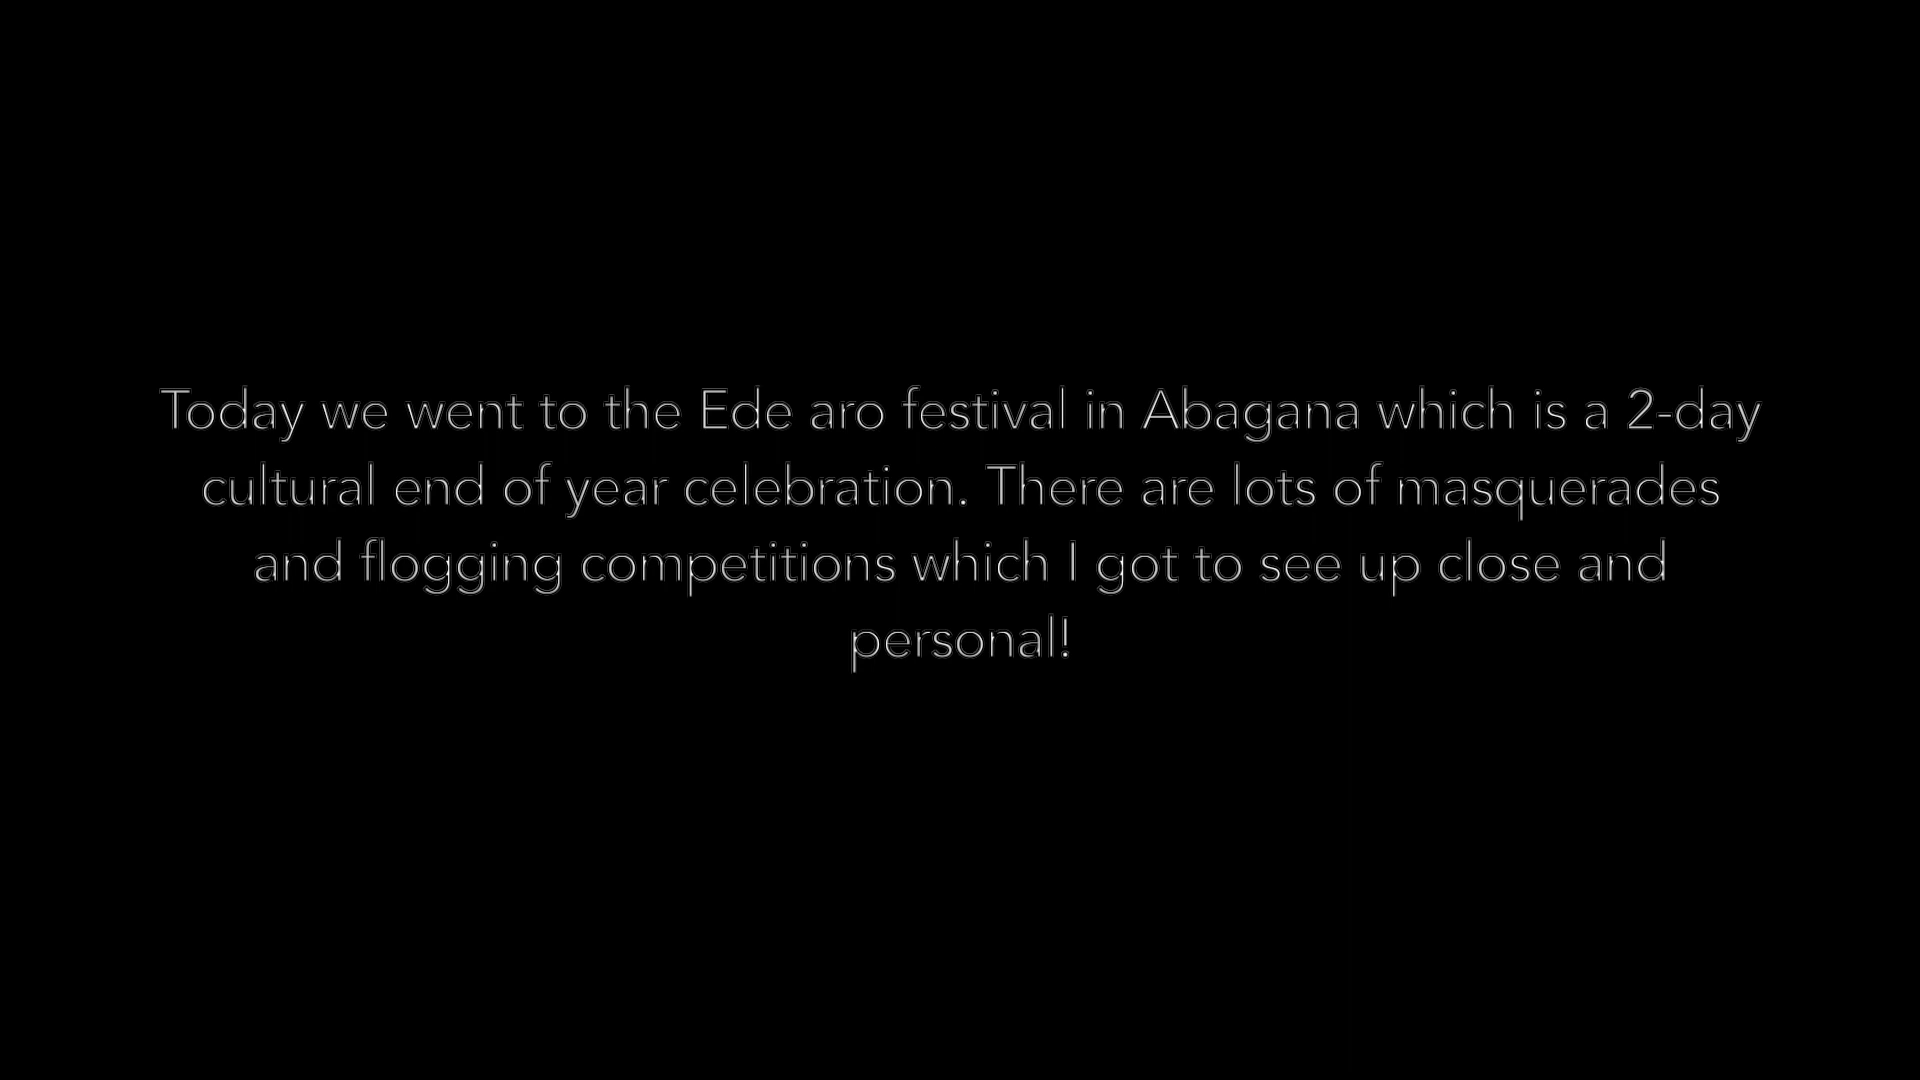 Today we went to the Ede aro festival in Abagana which is a 2-day
cultural end of year celebration. There are lots of masquerades
and flogging competitions which I got to see up close and
personal!